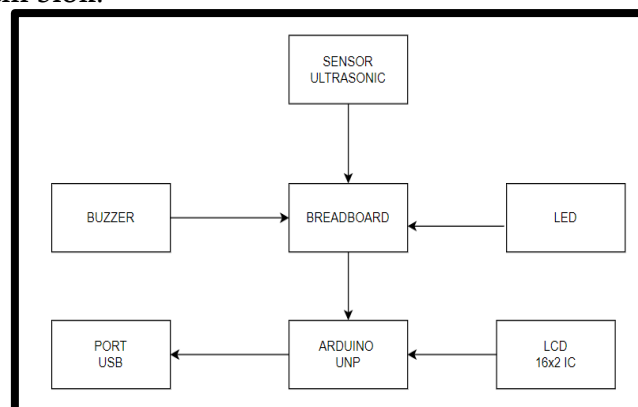 SENSOR
ULTRASONIC
BUZZER
BREADBOARD
LED
PORT
USB
ARDUINO
UNP
LCD
16x2 IC